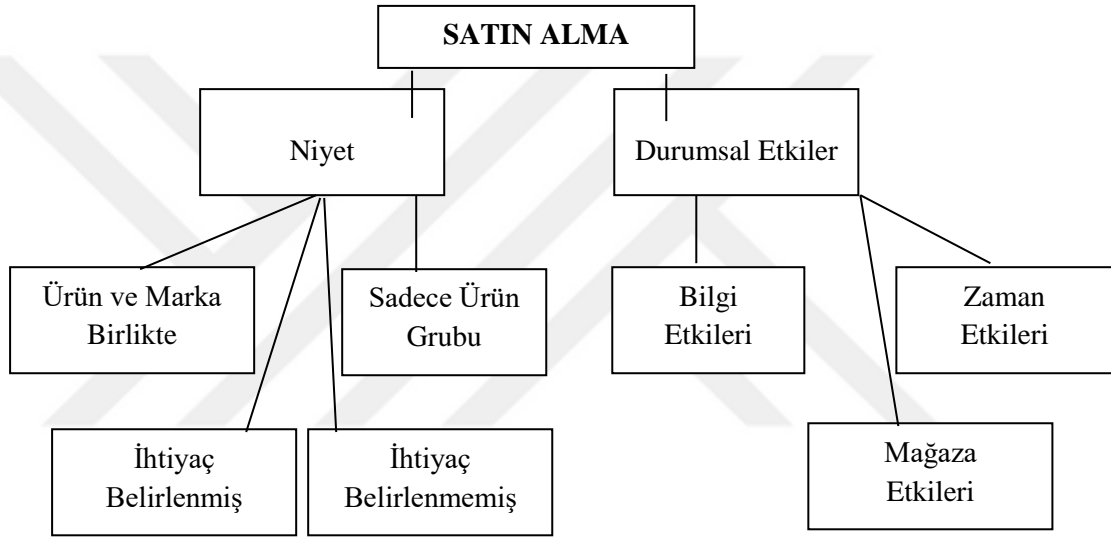 SATIN ALMA
Niyet
Durumsal Etkiler
Ürün ve Marka
Birlikte
Sadece Ürün
Grubu
Bilgi
Etkileri
Zaman
Etkileri
İhtiyaç
Belirlenmiş
İhtiyaç
Belirlenmemiş
Mağaza
Etkileri